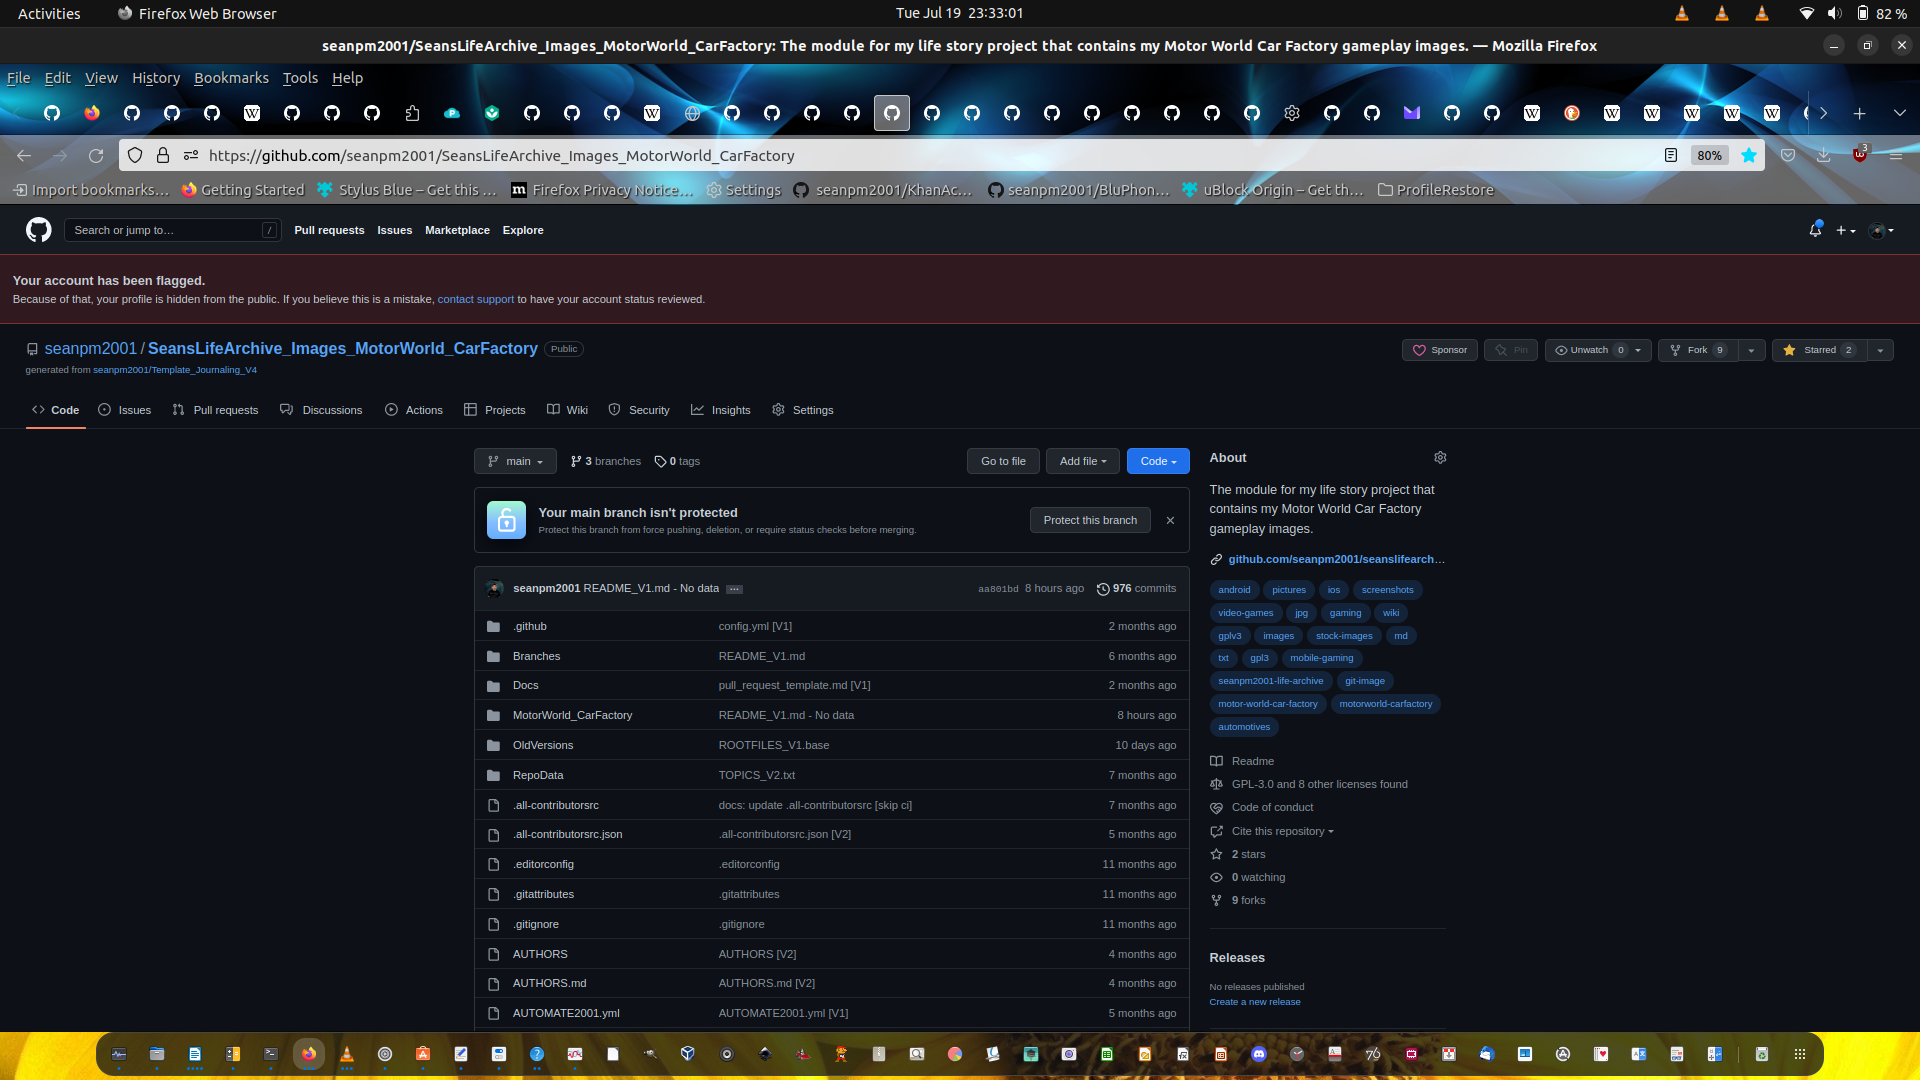 Activities Firefox Web Browser Tue Jul 19 23:33:01 82 %
seanpm2001/SeansLifeArchive_Images_MotorWorld_CarFactory: The module for my life story project that contains my Motor World Car Factory gameplay images. — Mozilla Firefox
File Edit View History Bookmarks Tools Help
https://github.com/seanpm2001/SeansLifeArchive_Images_MotorWorld_CarFactory 80% 3
Import bookmarks… Getting Started Stylus Blue – Get this … Firefox Privacy Notice… Settings seanpm2001/KhanAc… seanpm2001/BluPhon… uBlock Origin – Get th… ProfileRestore
Search or jump to… / Pull requests Issues Marketplace Explore
Your account has been flagged.
Because of that, your profile is hidden from the public. If you believe this is a mistake, contact support to have your account status reviewed.
seanpm2001 / SeansLifeArchive_Images_MotorWorld_CarFactory Public
Sponsor Pin Unwatch 0 Fork 9 Starred 2
generated from seanpm2001/Template_Journaling_V4
Code Issues Pull requests Discussions Actions Projects Wiki Security Insights Settings
main 3 branches 0 tags Go to file Add file Code
Your main branch isn't protected
Protect this branch from force pushing, deletion, or require status checks before merging.
Protect this branch
seanpm2001 README_V1.md - No data ... aa801bd 8 hours ago 976 commits
.github config.yml [V1] 2 months ago
Branches README_V1.md 6 months ago
Docs pull_request_template.md [V1] 2 months ago
MotorWorld_CarFactory README_V1.md - No data 8 hours ago
OldVersions ROOTFILES_V1.base 10 days ago
RepoData TOPICS_V2.txt 7 months ago
.all-contributorsrc docs: update .all-contributorsrc [skip ci] 7 months ago
.all-contributorsrc.json .all-contributorsrc.json [V2] 5 months ago
.editorconfig .editorconfig 11 months ago
.gitattributes .gitattributes 11 months ago
.gitignore .gitignore 11 months ago
AUTHORS AUTHORS [V2] 4 months ago
AUTHORS.md AUTHORS.md [V2] 4 months ago
AUTOMATE2001.yml AUTOMATE2001.yml [V1] 5 months ago
About
The module for my life story project that
contains my Motor World Car Factory
gameplay images.
github.com/seanpm2001/seanslifearch…
android pictures ios screenshots
video-games jpg gaming wiki
gplv3 images stock-images md
txt gpl3 mobile-gaming
seanpm2001-life-archive git-image
motor-world-car-factory motorworld-carfactory
automotives
Readme
GPL-3.0 and 8 other licenses found
Code of conduct
Cite this repository
2 stars
0 watching
9 forks
Releases
No releases published
Create a new release